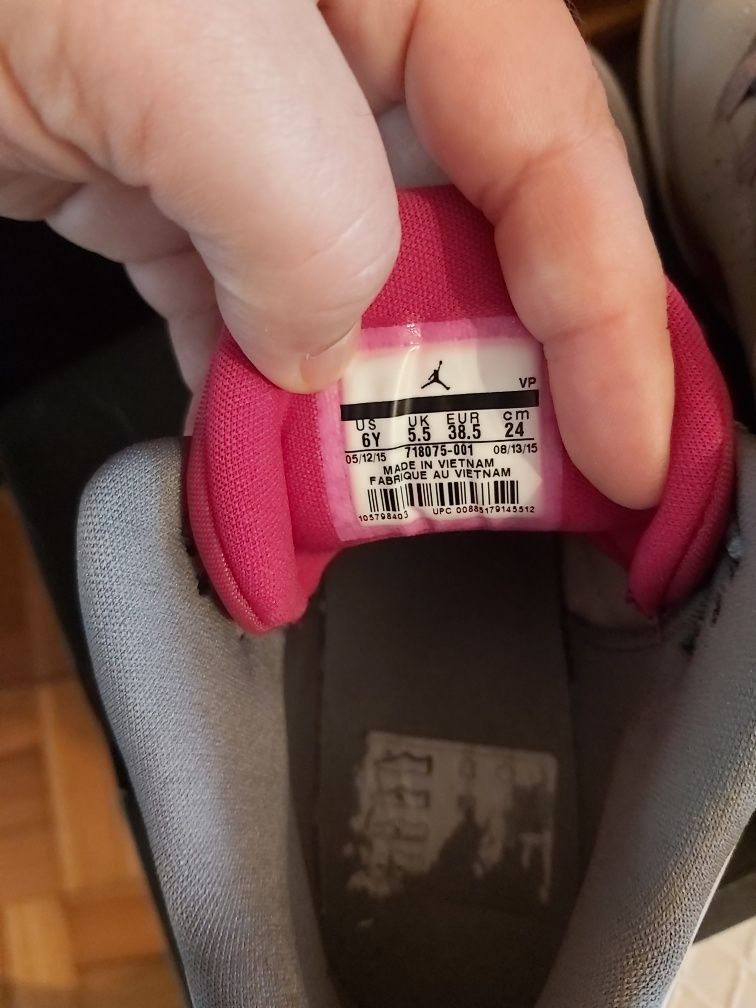 VP
US UK EUR cm
6Y 5.5 38.5 24
05/12/15 718075-001 08/13/15
MADE IN VIETNAM
FABRIQUE AU VIETNAM
105798403 UPC 00885179145512